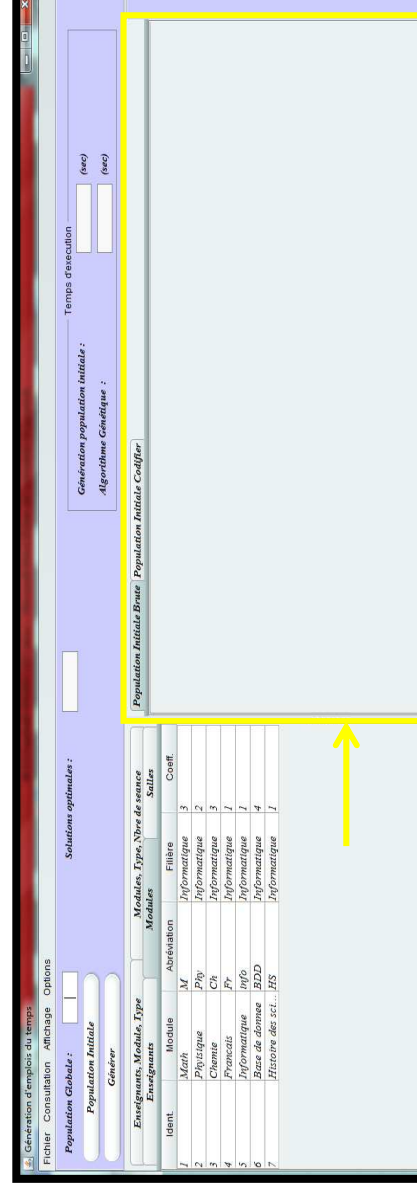 Génération d'emplois du temps
Fichier Consultation Affichage Options
Population Globale :
Solutions optimales :
Temps d'execution
Population Initiale
Génération population initiale :
(sec)
Générer
Algorithme Génétique :
(sec)
Enseignants, Module, Type
Modules, Type, Nbre de seance
Enseignants
Modules
Salles
Population Initiale Brute
Population Initiale Codifier
Ident. Module Abréviation Filière Coeff.
1 Math M Informatique 3
2 Phyisique Phy Informatique 2
3 Chemie Ch Informatique 3
4 Francais Fr Informatique 1
5 Informatique Info Informatique 1
6 Base de donnee BDD Informatique 4
7 Histoire des sci... HS Informatique 1